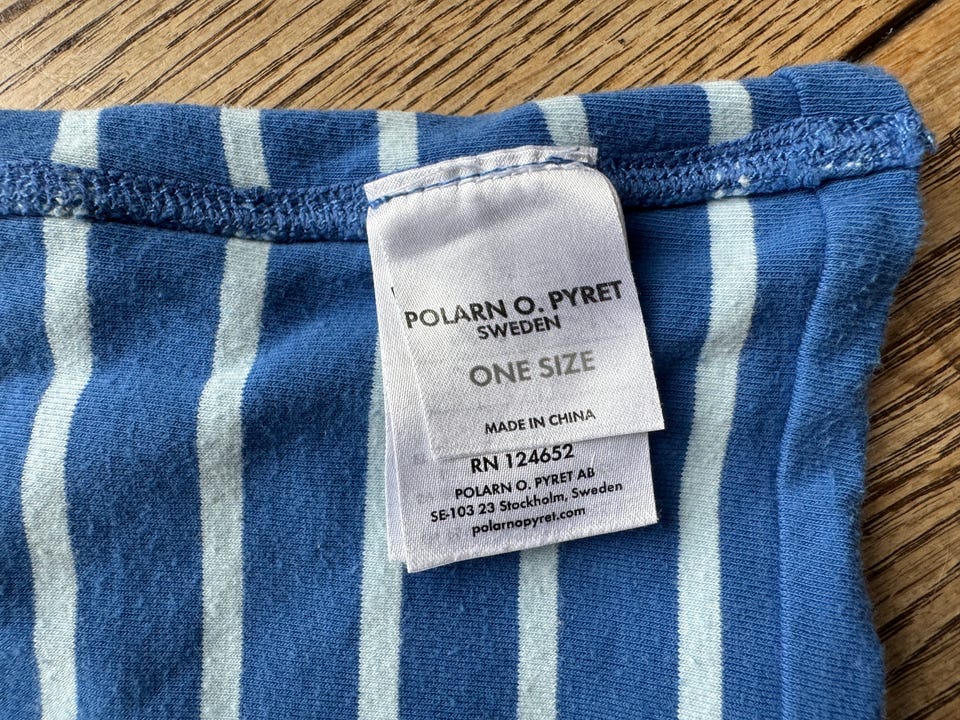 POLARN O. PYRET
SWEDEN
ONE SIZE
MADE IN CHINA
RN 124652
POLARN O. PYRET AB
SE-103 23 Stockholm, Sweden
polarnopyret.com